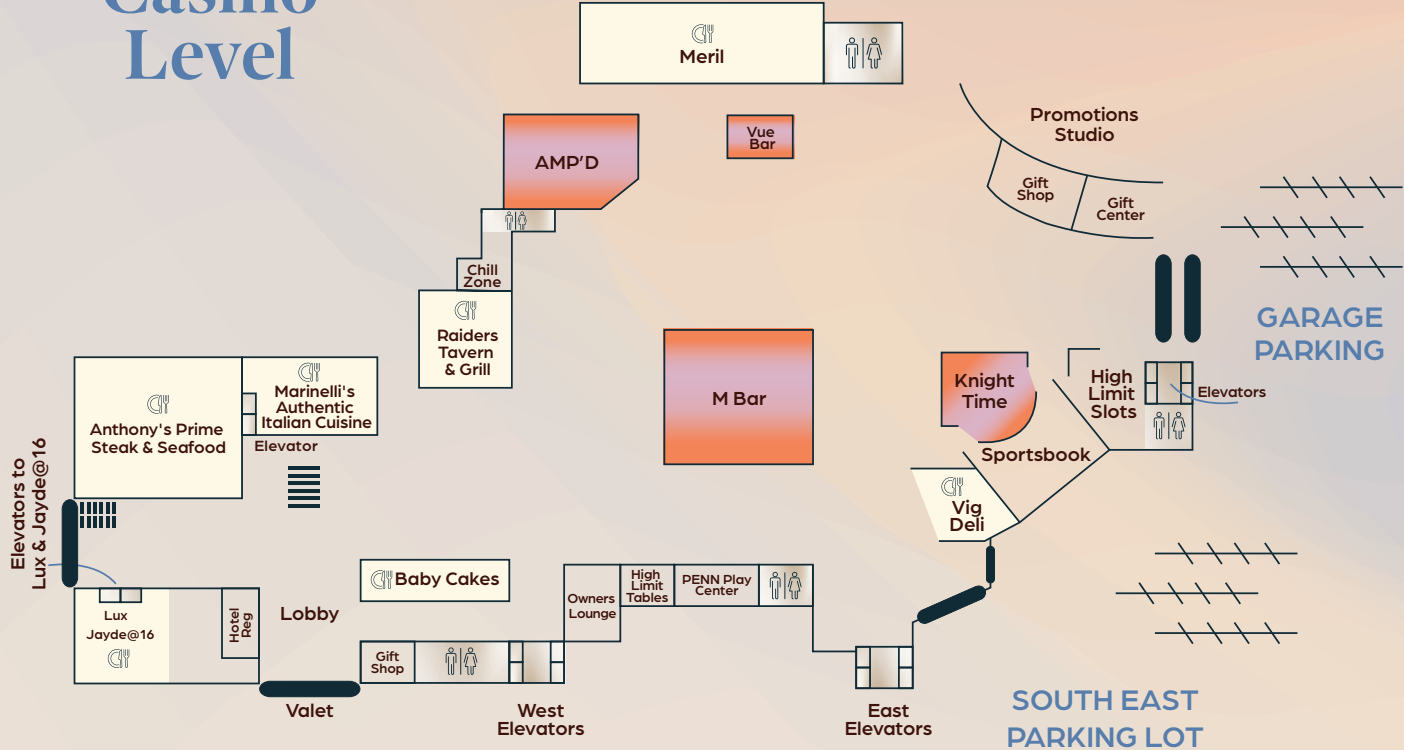 Casino
Level
Meril
AMP'D
Vue
Bar
Promotions
Studio
Gift
Shop
Gift
Center
Chill
Zone
Raiders
Tavern
& Grill
GARAGE
PARKING
Anthony's Prime
Steak & Seafood
Marinelli's
Authentic
Italian Cuisine
Elevator
M Bar
Knight
Time
High
Limit
Slots
Elevators
Sportsbook
Vig
Deli
Elevators to
Lux & Jayde@16
Lux
Jayde@16
Hotel
Reg
Lobby
Baby Cakes
Owners
Lounge
High
Limit
Tables
PENN Play
Center
Gift
Shop
Valet
West
Elevators
East
Elevators
SOUTH EAST
PARKING LOT